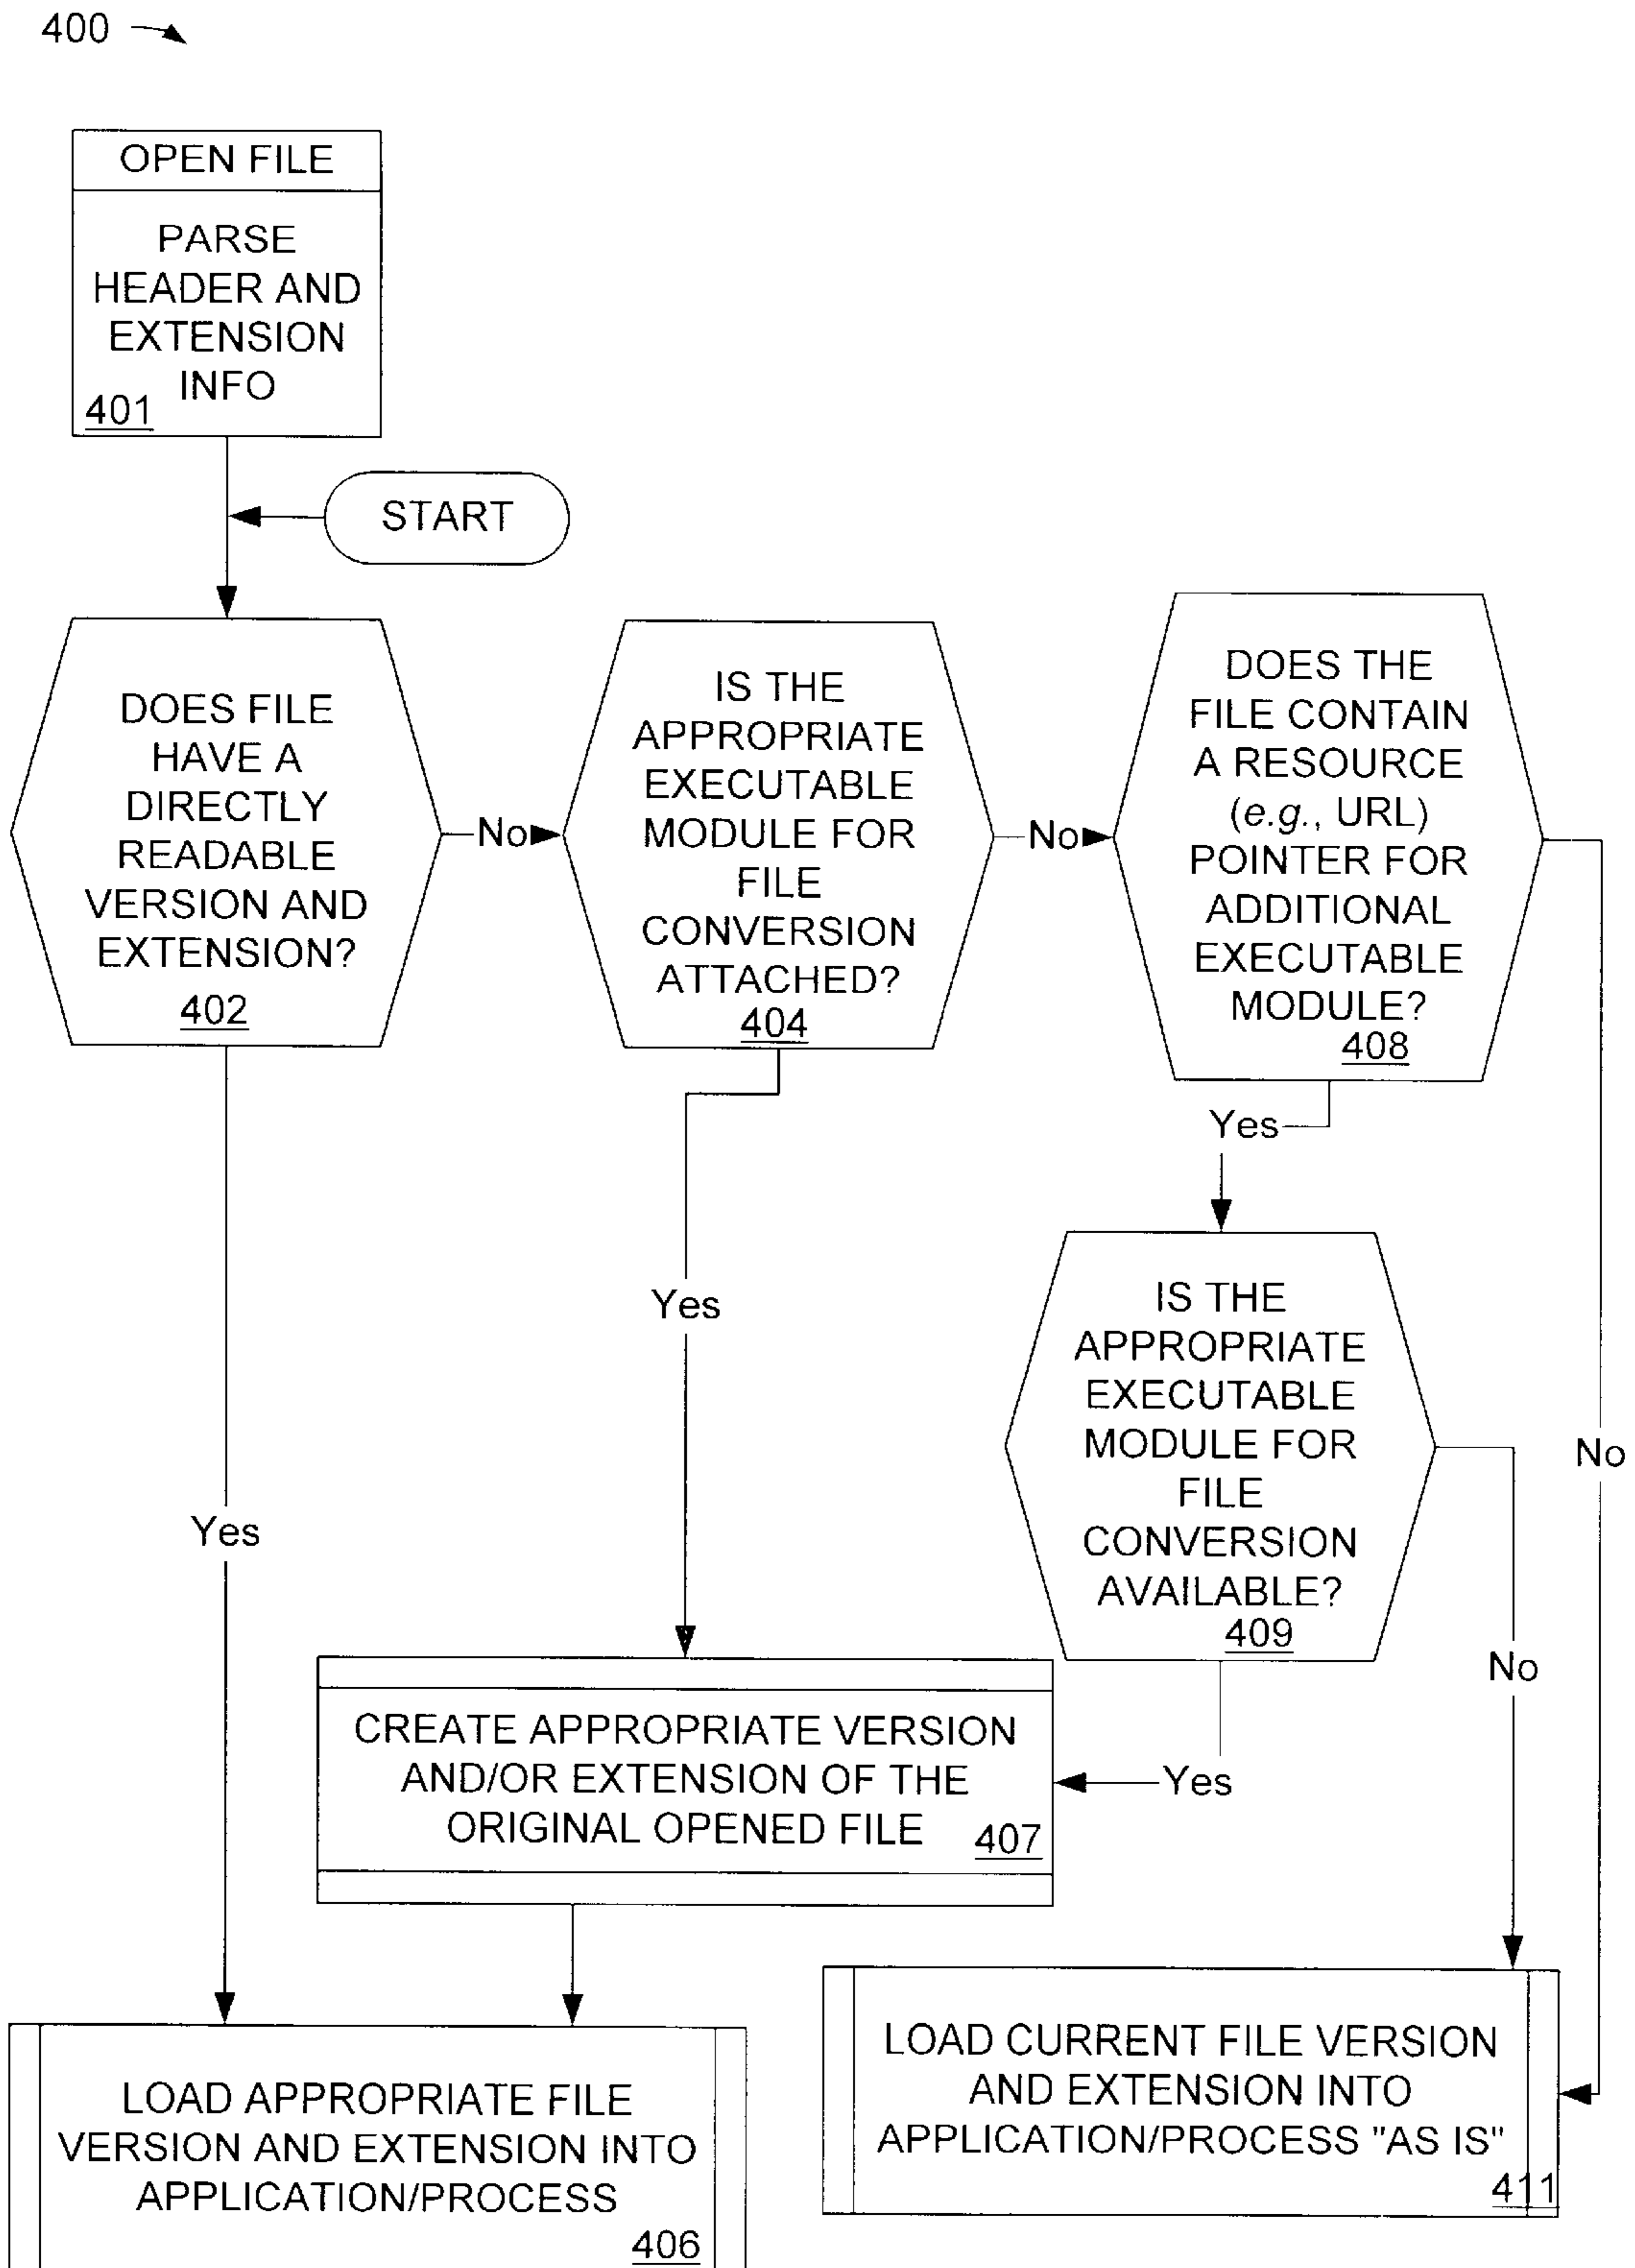 400
OPEN FILE
PARSE
HEADER AND
EXTENSION
INFO
401
START
DOES FILE
HAVE A
DIRECTLY
READABLE
VERSION AND
EXTENSION?
402
No
IS THE
APPROPRIATE
EXECUTABLE
MODULE FOR
FILE
CONVERSION
ATTACHED?
404
No
DOES THE
FILE CONTAIN
A RESOURCE
(e.g., URL)
POINTER FOR
ADDITIONAL
EXECUTABLE
MODULE?
408
Yes
IS THE
APPROPRIATE
EXECUTABLE
MODULE FOR
FILE
CONVERSION
AVAILABLE?
409
Yes
Yes
No
No
Yes
CREATE APPROPRIATE VERSION
AND/OR EXTENSION OF THE
ORIGINAL OPENED FILE
407
LOAD APPROPRIATE FILE
VERSION AND EXTENSION INTO
APPLICATION/PROCESS
406
LOAD CURRENT FILE VERSION
AND EXTENSION INTO
APPLICATION/PROCESS "AS IS"
411